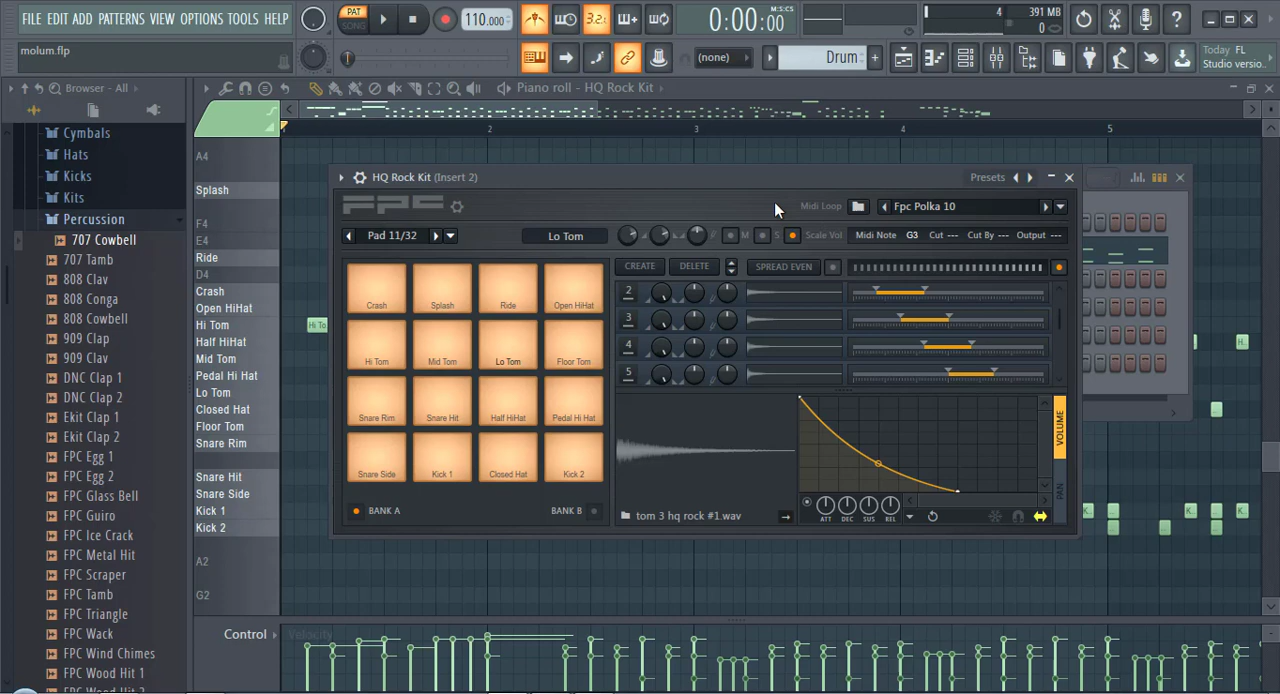 FILE EDIT ADD PATTERNS VIEW OPTIONS TOOLS HELP
PAT
SONG
110.000
3.2.
0:00:00
M:S:CS
4
391 MB
0
molum.flp
(none)
Drum
Today FL
Studio versio..
Browser - All
Piano roll - HQ Rock Kit
1
2
3
4
5
Cymbals
Hats
Kicks
Kits
Percussion
707 Cowbell
707 Tamb
808 Clav
808 Conga
808 Cowbell
909 Clap
909 Clav
DNC Clap 1
DNC Clap 2
Ekit Clap 1
Ekit Clap 2
FPC Egg 1
FPC Egg 2
FPC Glass Bell
FPC Guiro
FPC Ice Crack
FPC Metal Hit
FPC Scraper
FPC Tamb
FPC Triangle
FPC Wack
FPC Wind Chimes
FPC Wood Hit 1
A4
Splash
F4
E4
Ride
D4
Crash
Open HiHat
Hi Tom
Half HiHat
Mid Tom
Pedal Hi Hat
Lo Tom
Closed Hat
Floor Tom
Snare Rim
Snare Hit
Snare Side
Kick 1
Kick 2
A2
G2
Control
Velocity
Hi To..
HQ Rock Kit (Insert 2)
Presets
FPC
Midi Loop
Fpc Polka 10
Pad 11/32
Lo Tom
M
S
Scale Vol
Midi Note G3 Cut --- Cut By --- Output ---
CREATE
DELETE
SPREAD EVEN
2
3
4
5
Crash
Splash
Ride
Open HiHat
Hi Tom
Mid Tom
Lo Tom
Floor Tom
Snare Rim
Snare Hit
Half HiHat
Pedal Hi Hat
Snare Side
Kick 1
Closed Hat
Kick 2
BANK A
BANK B
tom 3 hq rock #1.wav
ATT
DEC
SUS
REL
VOLUME
PAN
H..
K..
K..
K..